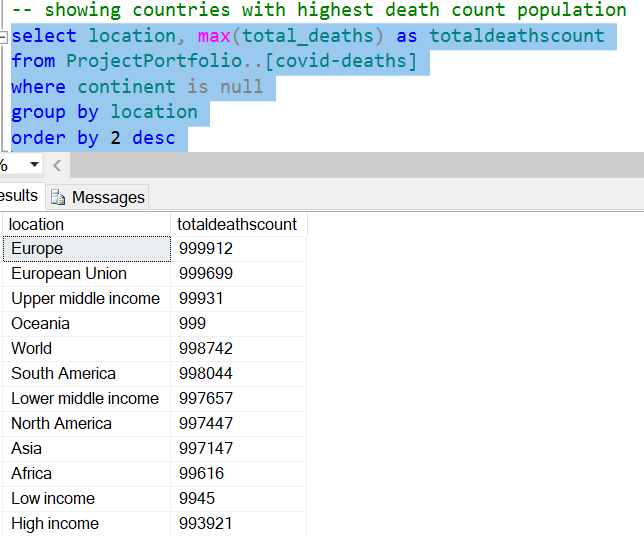 -- showing countries with highest death count population
select location, max(total_deaths) as totaldeathscount
from ProjectPortfolio..[covid-deaths]
where continent is null
group by location
order by 2 desc
%
esults Messages
location totaldeathscount
Europe 999912
European Union 999699
Upper middle income 99931
Oceania 999
World 998742
South America 998044
Lower middle income 997657
North America 997447
Asia 997147
Africa 99616
Low income 9945
High income 993921